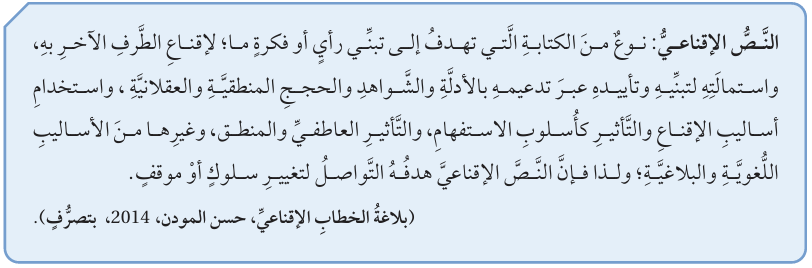 النَّصُّ الإقناعيُّ: نوعٌ منَ الكتابةِ الَّتي تهدفُ إلى تبنِّي رأيٍ أو فكرةٍ ما؛ لإقناعِ الطَّرفِ الآخرِ بهِ،
واستمالَتِهِ لتبنِّيهِ وتأييدهِ عبرَ تدعيمهِ بالأدلَّةِ والشَّواهدِ والحججِ المنطقيَّةِ والعقلانيَّةِ ، واستخدامِ
أساليبِ الإقناعِ والتَّأثيرِ كأُسلوبِ الاستفهامِ، والتَّأثيرِ العاطفيِّ والمنطقِ، وغيرِها منَ الأساليبِ
اللُّغويَّةِ والبلاغيَّةِ؛ ولذا فإنَّ النَّصَّ الإقناعيَّ هدفُهُ التَّواصلُ لتغييرِ سلوكٍ أوْ موقفٍ.
(بلاغةُ الخطابِ الإقناعيِّ، حسن المودن، 2014، بتصرُّفٍ).